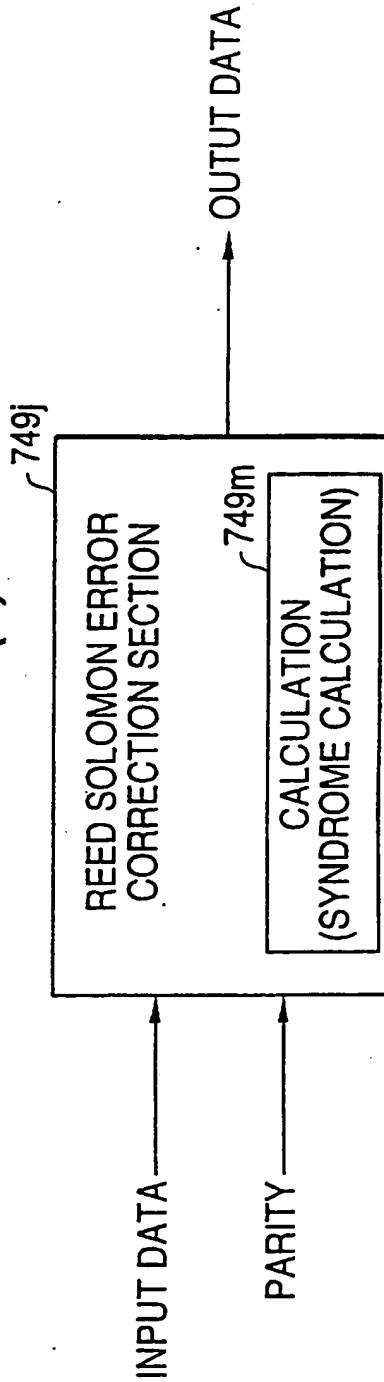 749j
REED SOLOMON ERROR
CORRECTION SECTION
749m
CALCULATION
(SYNDROME CALCULATION)
INPUT DATA
PARITY
OUTUT DATA